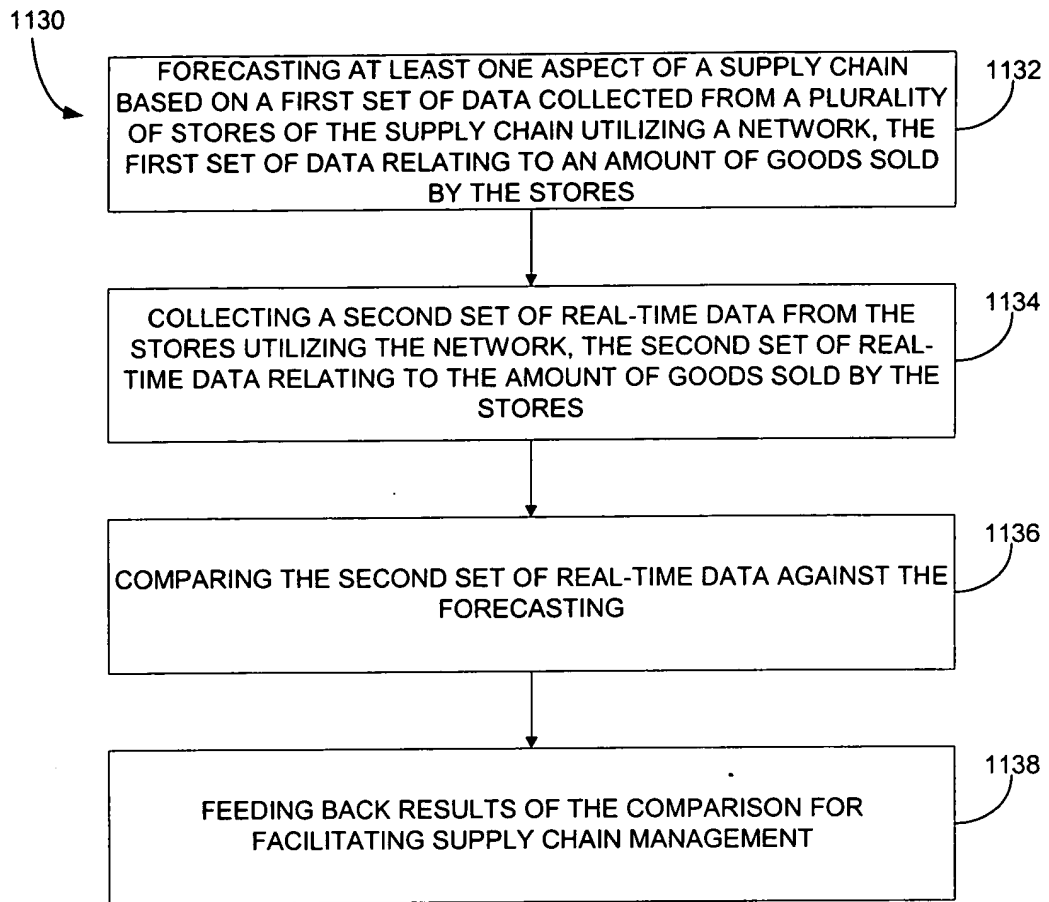 1130
FORECASTING AT LEAST ONE ASPECT OF A SUPPLY CHAIN
BASED ON A FIRST SET OF DATA COLLECTED FROM A PLURALITY
OF STORES OF THE SUPPLY CHAIN UTILIZING A NETWORK, THE
FIRST SET OF DATA RELATING TO AN AMOUNT OF GOODS SOLD
BY THE STORES
1132
COLLECTING A SECOND SET OF REAL-TIME DATA FROM THE
STORES UTILIZING THE NETWORK, THE SECOND SET OF REAL-
TIME DATA RELATING TO THE AMOUNT OF GOODS SOLD BY THE
STORES
1134
COMPARING THE SECOND SET OF REAL-TIME DATA AGAINST THE
FORECASTING
1136
FEEDING BACK RESULTS OF THE COMPARISON FOR
FACILITATING SUPPLY CHAIN MANAGEMENT
1138